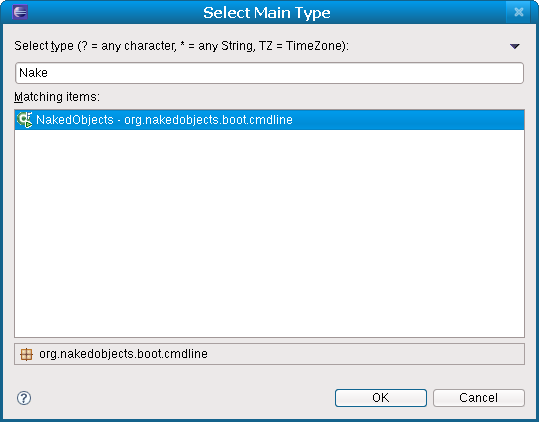 Select Main Type
Select type (? = any character, * = any String, TZ = TimeZone):
Nake
Matching items:
NakedObjects - org.nakedobjects.boot.cmdline
org.nakedobjects.boot.cmdline
OK Cancel